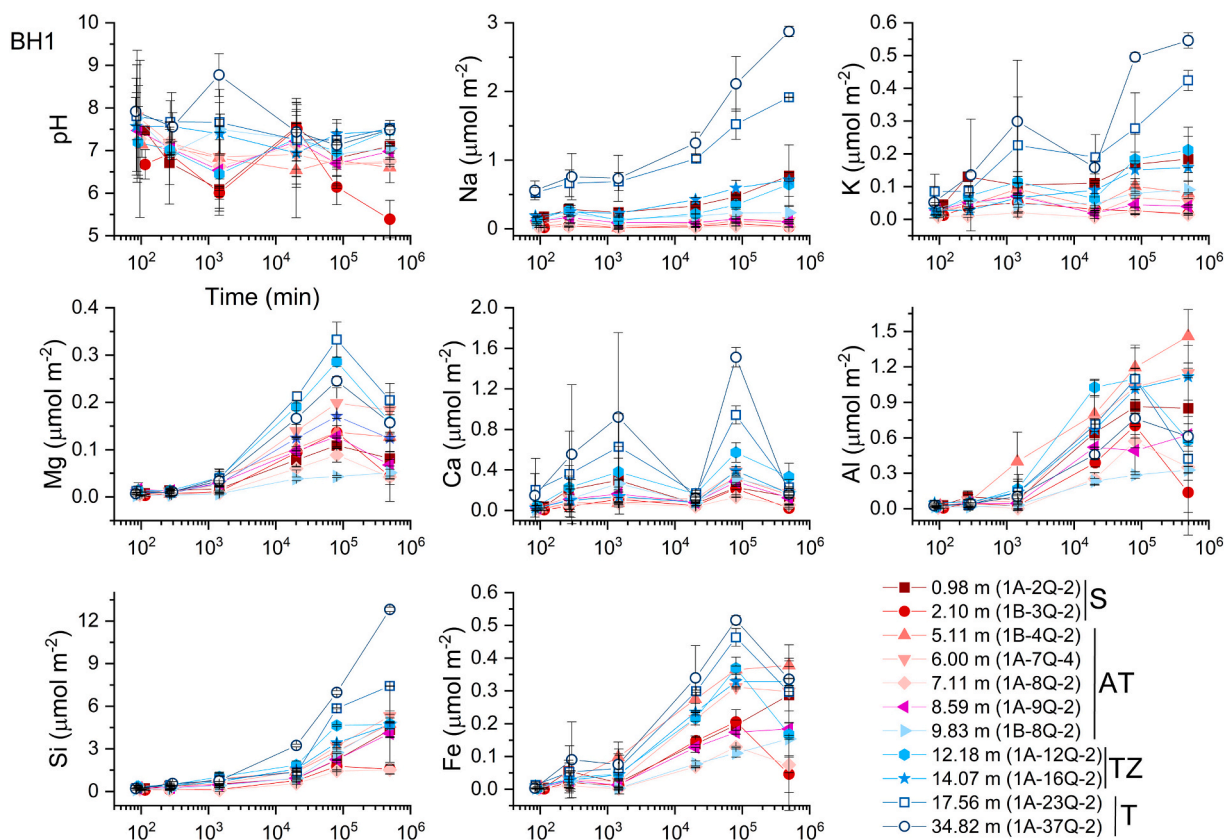 BH1
10
9
8
7
6
5
pH
10² 10³ 10⁴ 10⁵ 10⁶
Time (min)
3
2
1
0
Na (μmol m⁻²)
10² 10³ 10⁴ 10⁵ 10⁶
0.6
0.5
0.4
0.3
0.2
0.1
0.0
K (μmol m⁻²)
10² 10³ 10⁴ 10⁵ 10⁶
0.4
0.3
0.2
0.1
0.0
Mg (μmol m⁻²)
10² 10³ 10⁴ 10⁵ 10⁶
2.0
1.6
1.2
0.8
0.4
0.0
Ca (μmol m⁻²)
10² 10³ 10⁴ 10⁵ 10⁶
1.5
1.2
0.9
0.6
0.3
0.0
Al (μmol m⁻²)
10² 10³ 10⁴ 10⁵ 10⁶
12
9
6
3
0
Si (μmol m⁻²)
10² 10³ 10⁴ 10⁵ 10⁶
0.6
0.5
0.4
0.3
0.2
0.1
0.0
Fe (μmol m⁻²)
10² 10³ 10⁴ 10⁵ 10⁶
0.98 m (1A-2Q-2)
2.10 m (1B-3Q-2)
S
5.11 m (1B-4Q-2)
6.00 m (1A-7Q-4)
7.11 m (1A-8Q-2)
8.59 m (1A-9Q-2)
9.83 m (1B-8Q-2)
AT
12.18 m (1A-12Q-2)
14.07 m (1A-16Q-2)
TZ
17.56 m (1A-23Q-2)
34.82 m (1A-37Q-2)
T